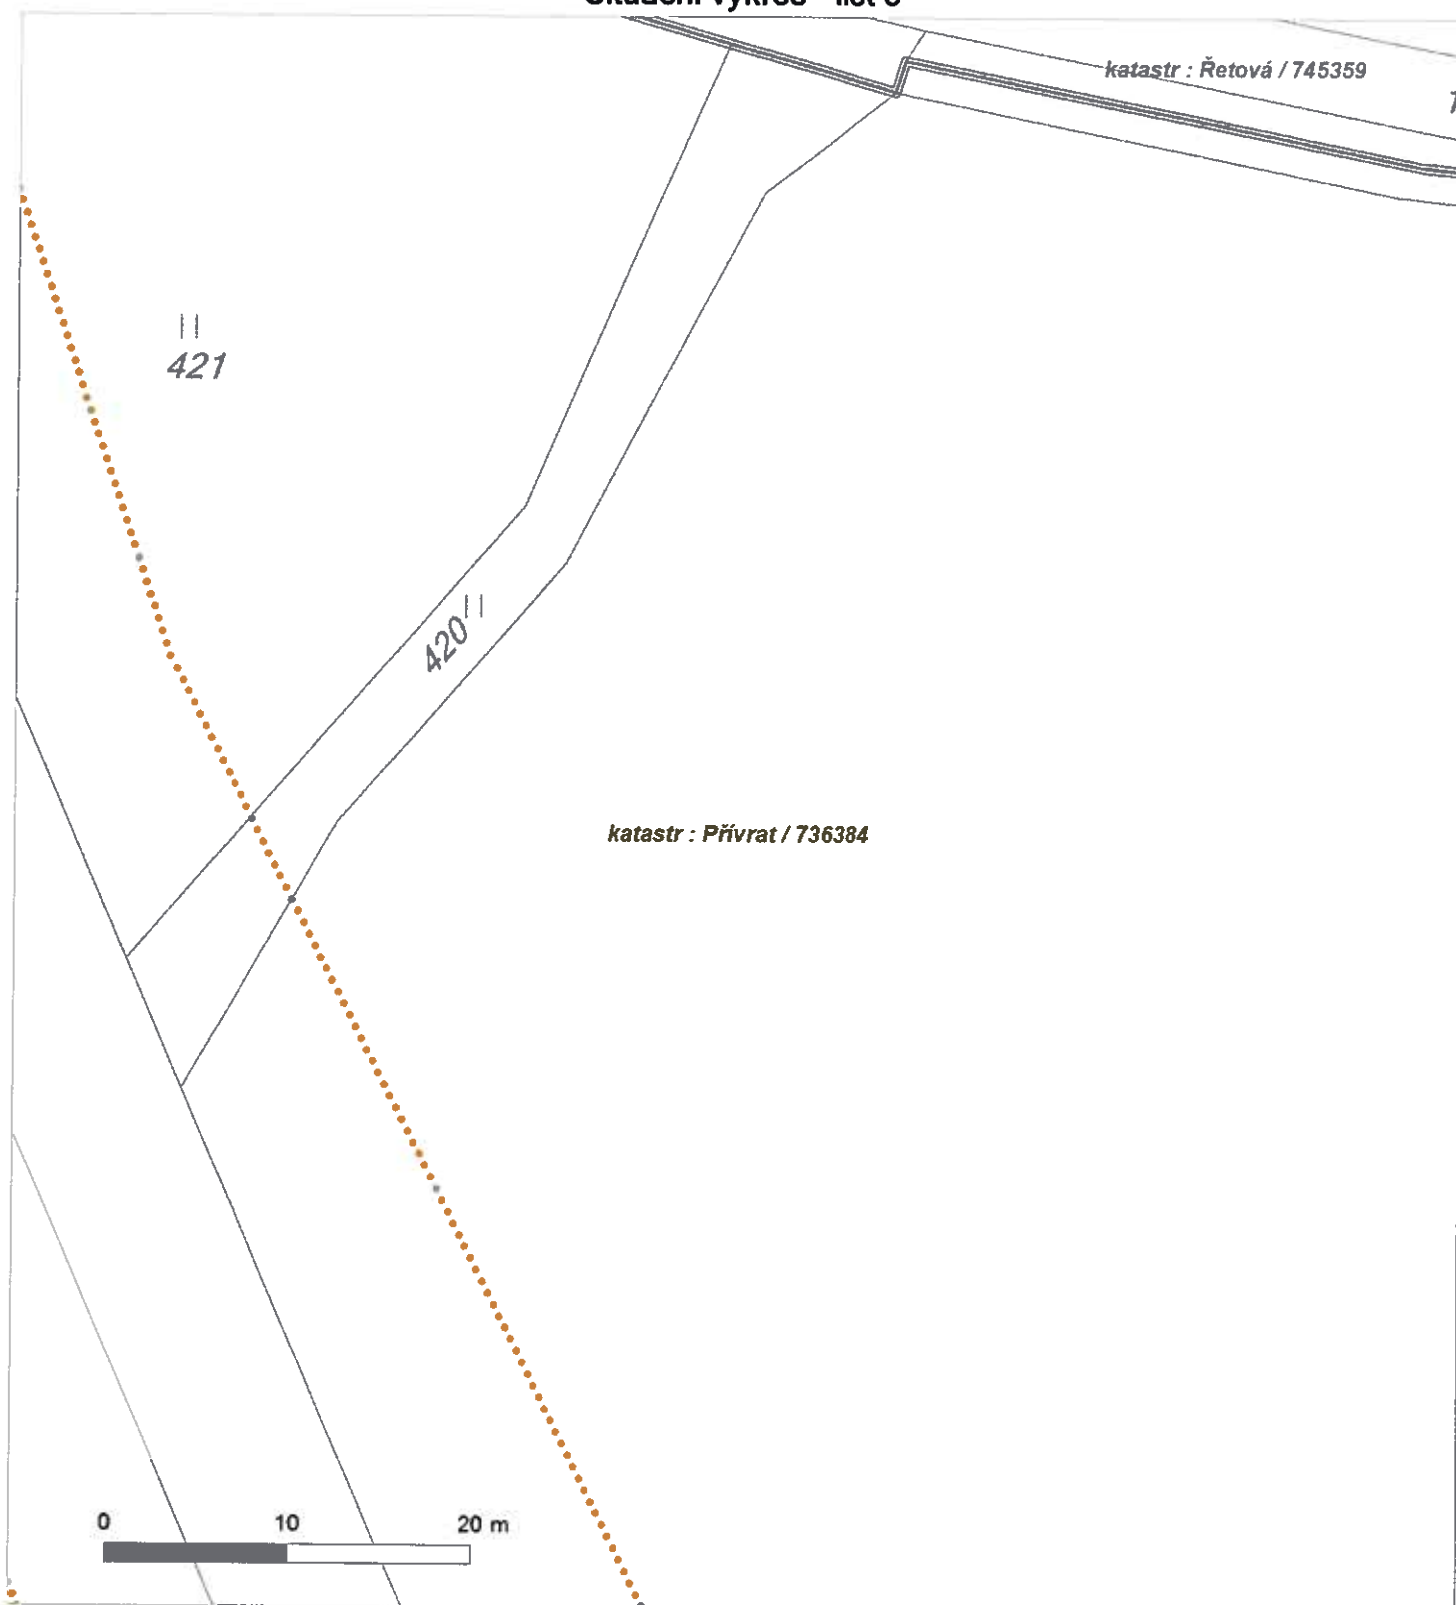 katastr : Řetová / 745359
421
420
katastr : Přívrat / 736384
0 10 20 m